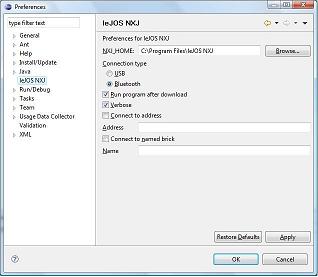 Preferences
type filter text
General
Ant
Help
Install/Update
Java
leJOS NXJ
Run/Debug
Tasks
Team
Usage Data Collector
Validation
XML
leJOS NXJ
Preferences for leJOS NXJ
NXJ_HOME: C:\Program Files\leJOS NXJ Browse...
Connection type
USB
Bluetooth
Run program after download
Verbose
Connect to address
Address
Connect to named brick
Name
Restore Defaults Apply
OK Cancel